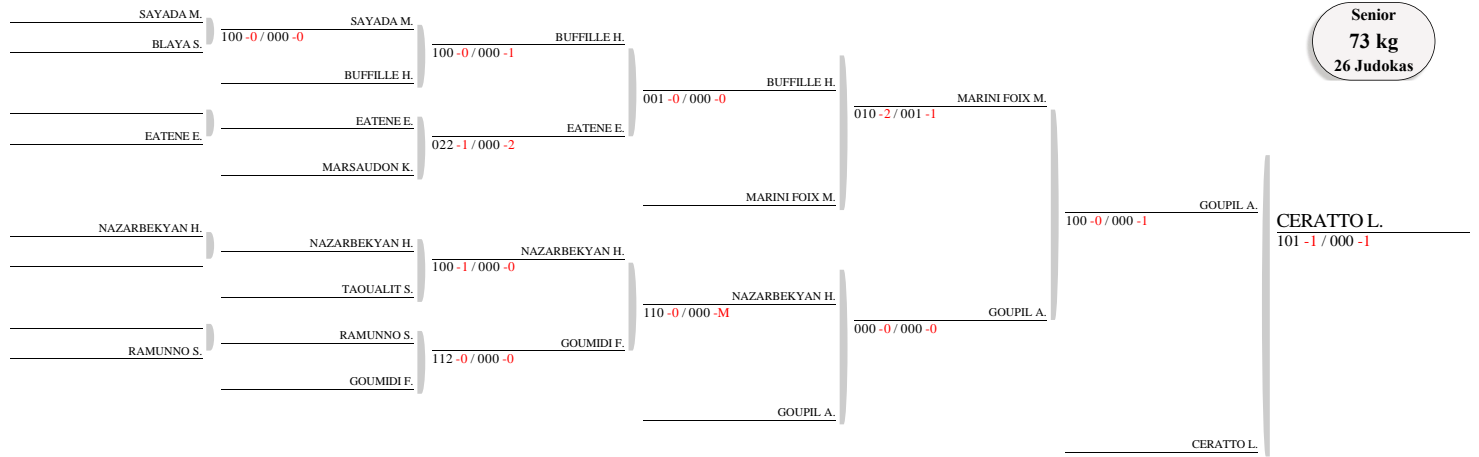 Senior
73 kg
26 Judokas
SAYADA M.
BLAYA S.
EATENE E.
NAZARBEKYAN H.
RAMUNNO S.
SAYADA M.
100 -0 / 000 -0
BUFFILLE H.
EATENE E.
MARSAUDON K.
NAZARBEKYAN H.
TAOUALIT S.
RAMUNNO S.
GOUMIDI F.
BUFFILLE H.
100 -0 / 000 -1
EATENE E.
022 -1 / 000 -2
NAZARBEKYAN H.
100 -1 / 000 -0
GOUMIDI F.
112 -0 / 000 -0
BUFFILLE H.
001 -0 / 000 -0
MARINI FOIX M.
NAZARBEKYAN H.
110 -0 / 000 -M
GOUPIL A.
MARINI FOIX M.
010 -2 / 001 -1
GOUPIL A.
000 -0 / 000 -0
GOUPIL A.
100 -0 / 000 -1
CERATTO L.
CERATTO L.
101 -1 / 000 -1